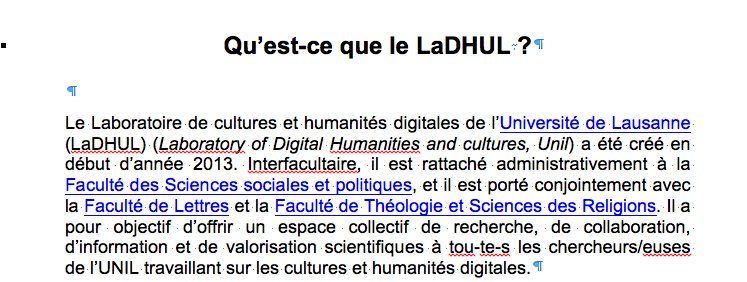 Qu’est-ce que le LaDHUL ?¶
¶
Le Laboratoire de cultures et humanités digitales de l’Université de Lausanne
(LaDHUL) (Laboratory of Digital Humanities and cultures, Unil) a été créé en
début d’année 2013. Interfacultaire, il est rattaché administrativement à la
Faculté des Sciences sociales et politiques, et il est porté conjointement avec
la Faculté de Lettres et la Faculté de Théologie et Sciences des Religions. Il a
pour objectif d’offrir un espace collectif de recherche, de collaboration,
d’information et de valorisation scientifiques à tou-te-s les chercheurs/euses
de l’UNIL travaillant sur les cultures et humanités digitales.¶